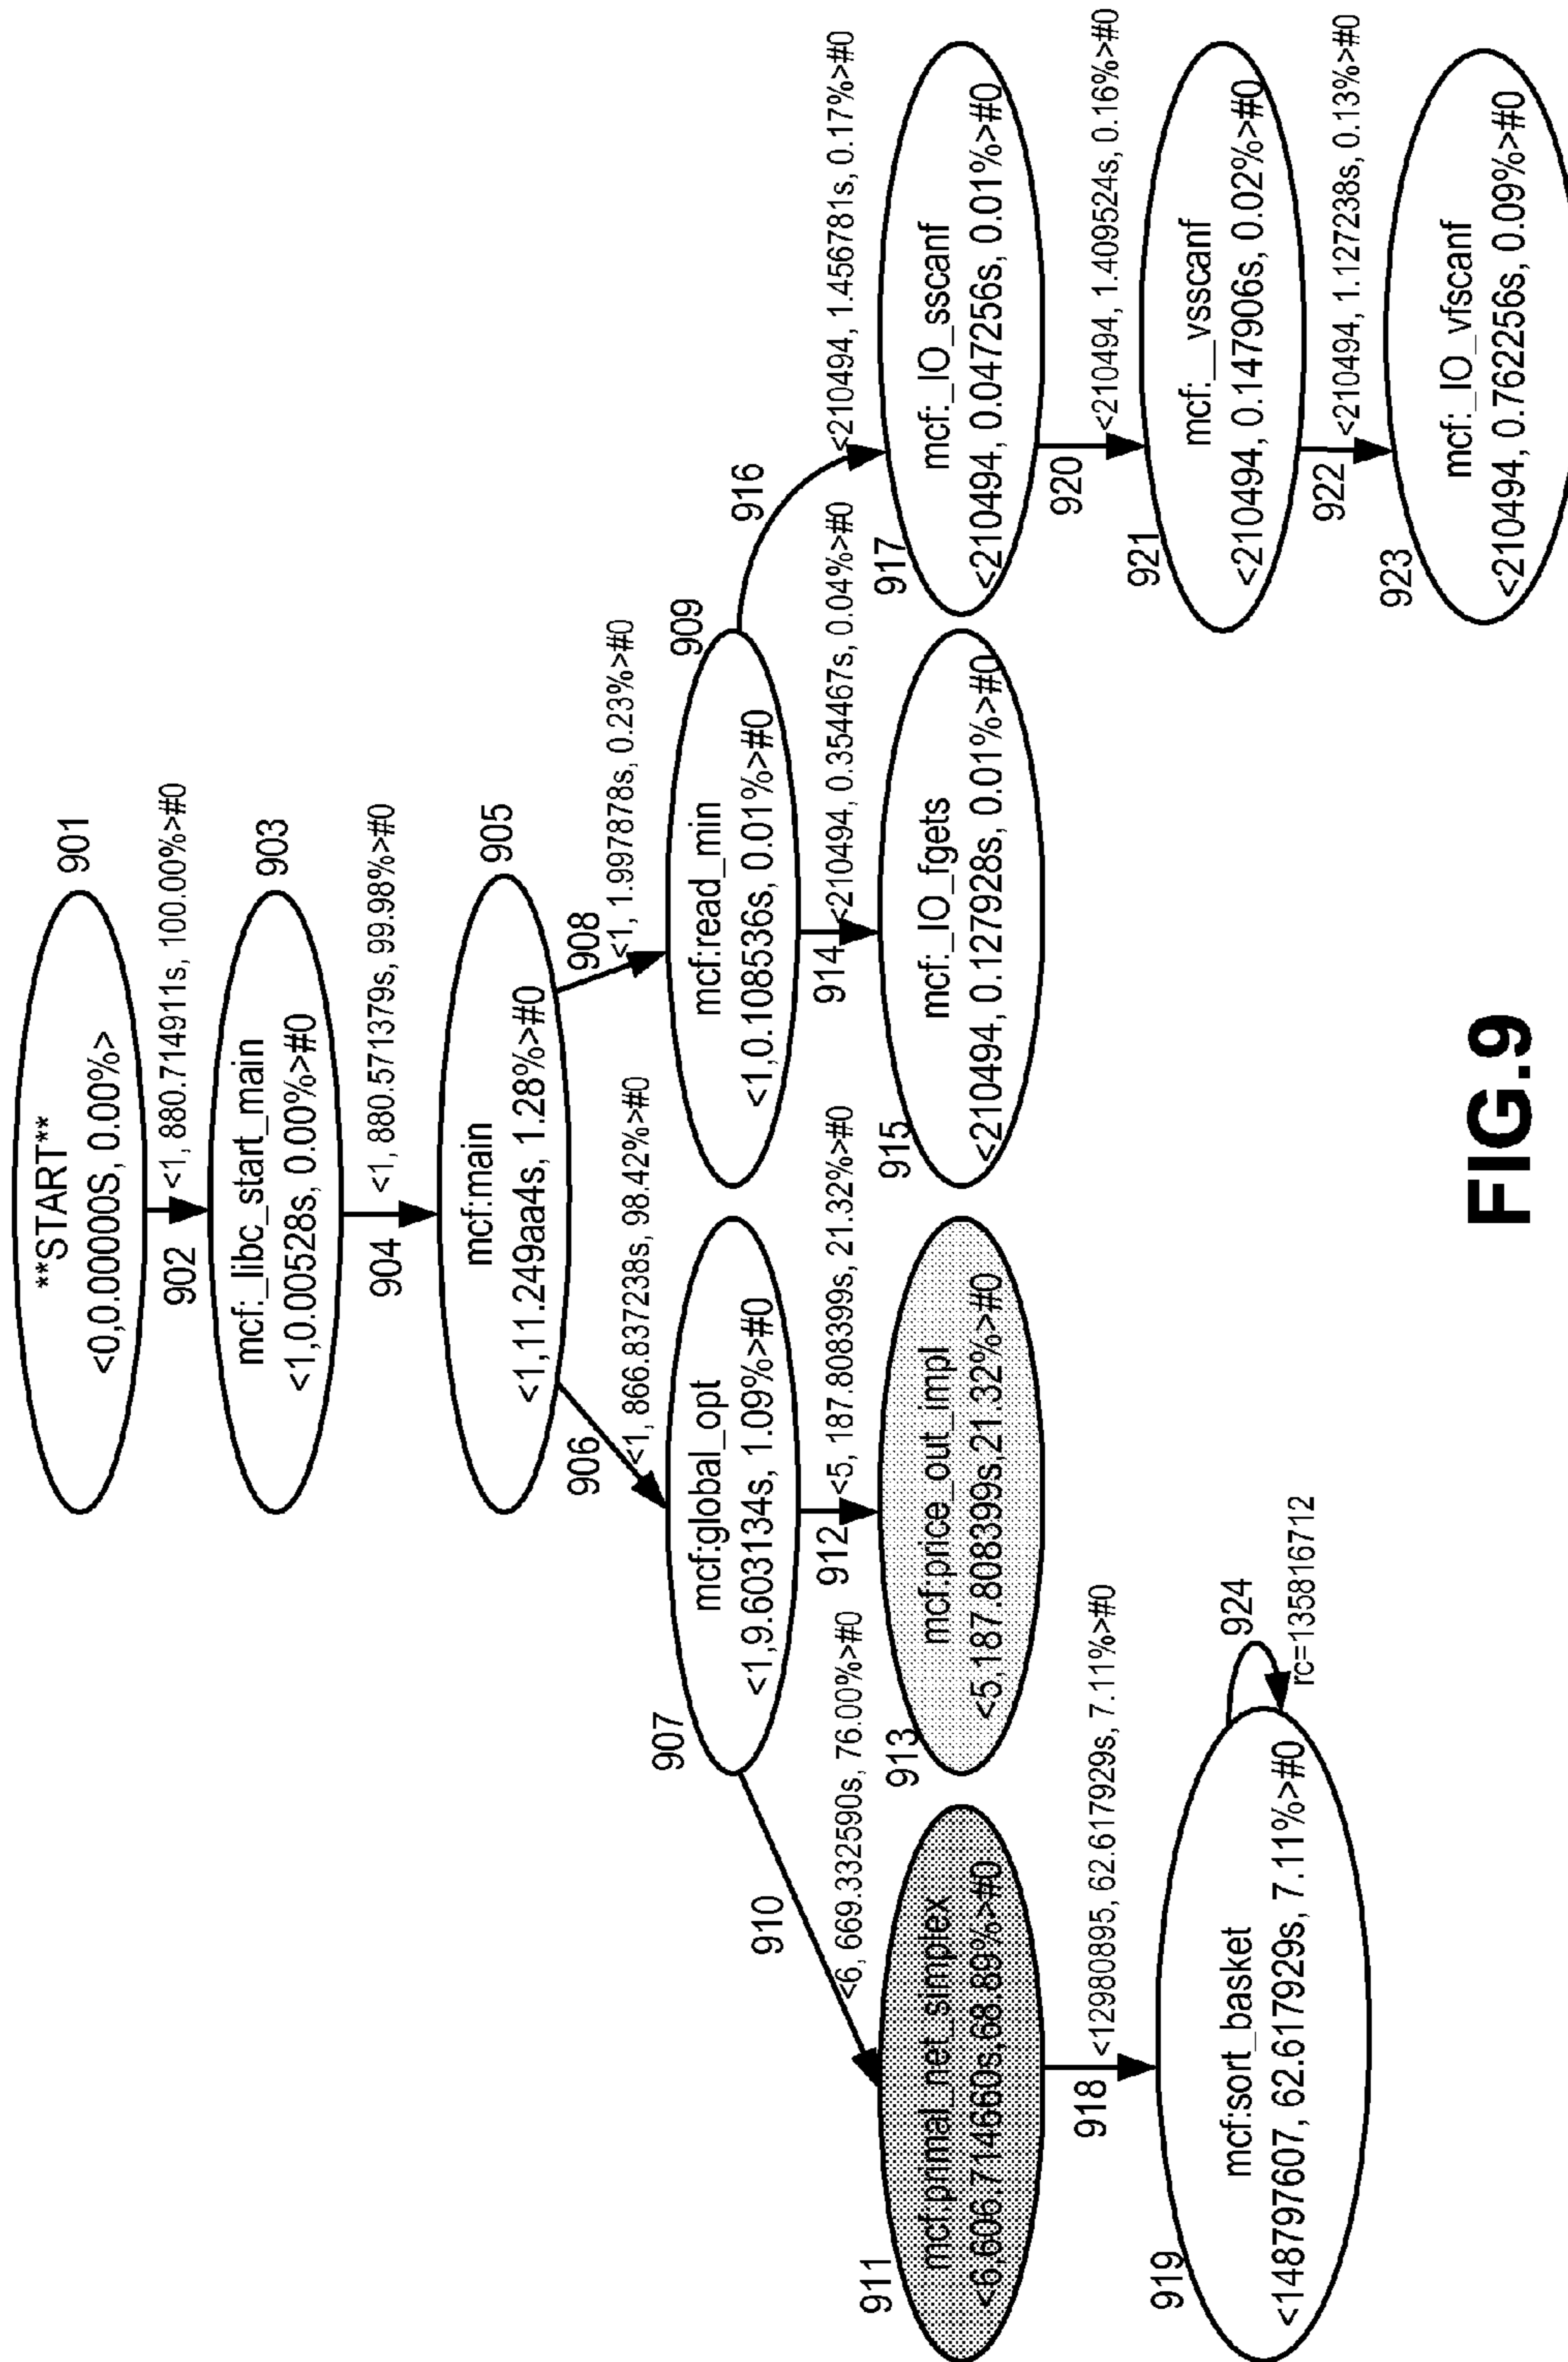 **START**
<0,0.00000S, 0.00%>
901
902
<1, 880.714911s, 100.00%>#0
mcf:_libc_start_main
<1,0.00528s, 0.00%>#0
903
904
<1, 880.571379s, 99.98%>#0
mcf:main
<1,11.249aa4s, 1.28%>#0
905
906
<1, 866.837238s, 98.42%>#0
908
<1, 1.997878s, 0.23%>#0
907
mcf:global_opt
<1,9.603134s, 1.09%>#0
mcf:read_min
<1,0.108536s, 0.01%>#0
909
910
<6, 669.332590s, 76.00%>#0
912
<5, 187.808399s, 21.32%>#0
914
<210494, 0.354467s, 0.04%>#0
916
<210494, 1.456781s, 0.17%>#0
911
mcf:primal_net_simplex
<6,606.714660s,68.89%>#0
913
mcf:price_out_impl
<5,187.808399s,21.32%>#0
915
mcf:_IO_fgets
<210494, 0.127928s, 0.01%>#0
917
mcf:_IO_sscanf
<210494, 0.047256s, 0.01%>#0
918
<12980895, 62.617929s, 7.11%>#0
920
<210494, 1.409524s, 0.16%>#0
919
mcf:sort_basket
<148797607, 62.617929s, 7.11%>#0
924
rc=135816712
921
mcf:__vsscanf
<210494, 0.147906s, 0.02%>#0
922
<210494, 1.127238s, 0.13%>#0
923
mcf:_IO_vfscanf
<210494, 0.762256s, 0.09%>#0
FIG.9